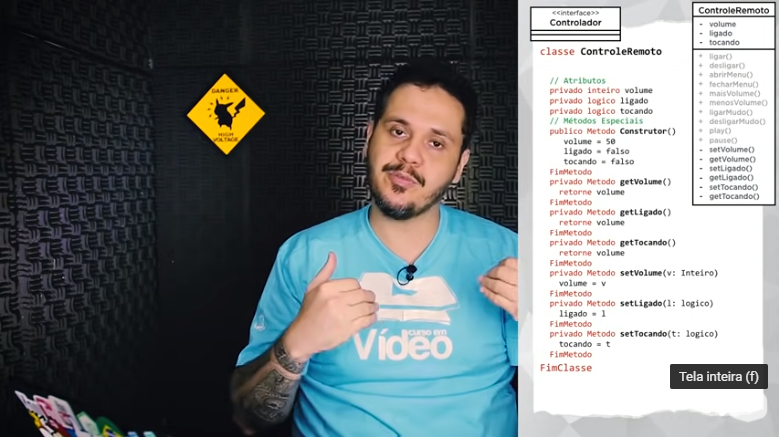 DANGER
HIGH
VOLTAGE
curso em
Vídeo
<<interface>>
Controlador
classe ControleRemoto
// Atributos
privado inteiro volume
privado logico ligado
privado logico tocando
// Métodos Especiais
publico Metodo Construtor()
volume = 50
ligado = falso
tocando = falso
FimMetodo
privado Metodo getVolume()
retorne volume
FimMetodo
privado Metodo getLigado()
retorne volume
FimMetodo
privado Metodo getTocando()
retorne volume
FimMetodo
privado Metodo setVolume(v: Inteiro)
volume = v
FimMetodo
privado Metodo setLigado(l: logico)
ligado = l
FimMetodo
privado Metodo setTocando(t: logico)
tocando = t
FimMetodo
FimClasse
ControleRemoto
- volume
- ligado
- tocando
+ ligar()
+ desligar()
+ abrirMenu()
+ fecharMenu()
+ maisVolume()
+ menosVolume()
+ ligarMudo()
+ desligarMudo()
+ play()
+ pause()
- setVolume()
- getVolume()
- setLigado()
- getLigado()
- setTocando()
- getTocando()
Tela inteira (f)